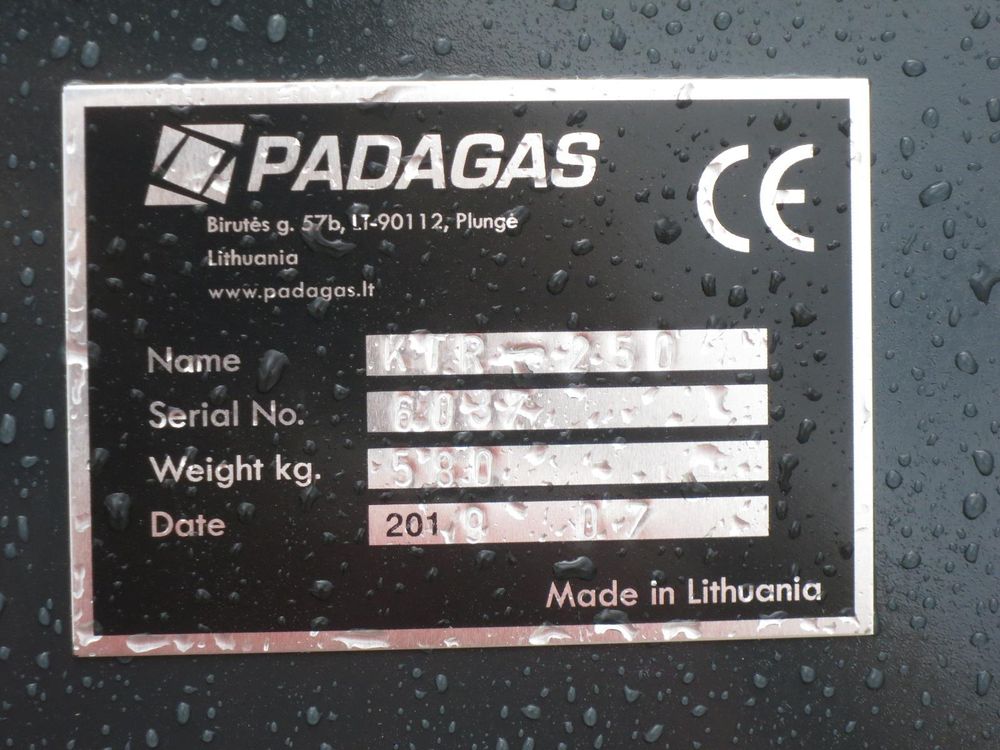 PADAGAS
CE
Birutės g. 57b, LT-90112, Plungė
Lithuania
www.padagas.lt
Name KTR-250
Serial No.
Weight kg. 580
Date 2019 07
Made in Lithuania